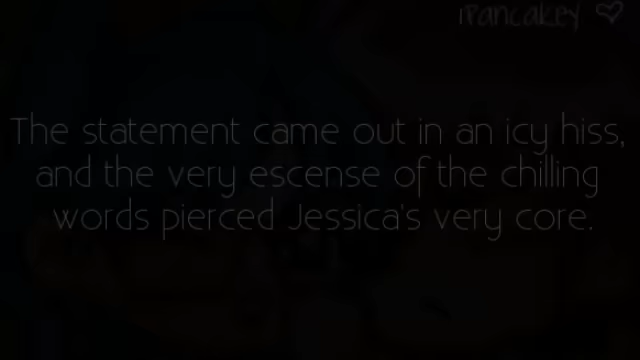 iPancakey ♡
The statement came out in an icy hiss,
and the very escense of the chilling
words pierced Jessica's very core.